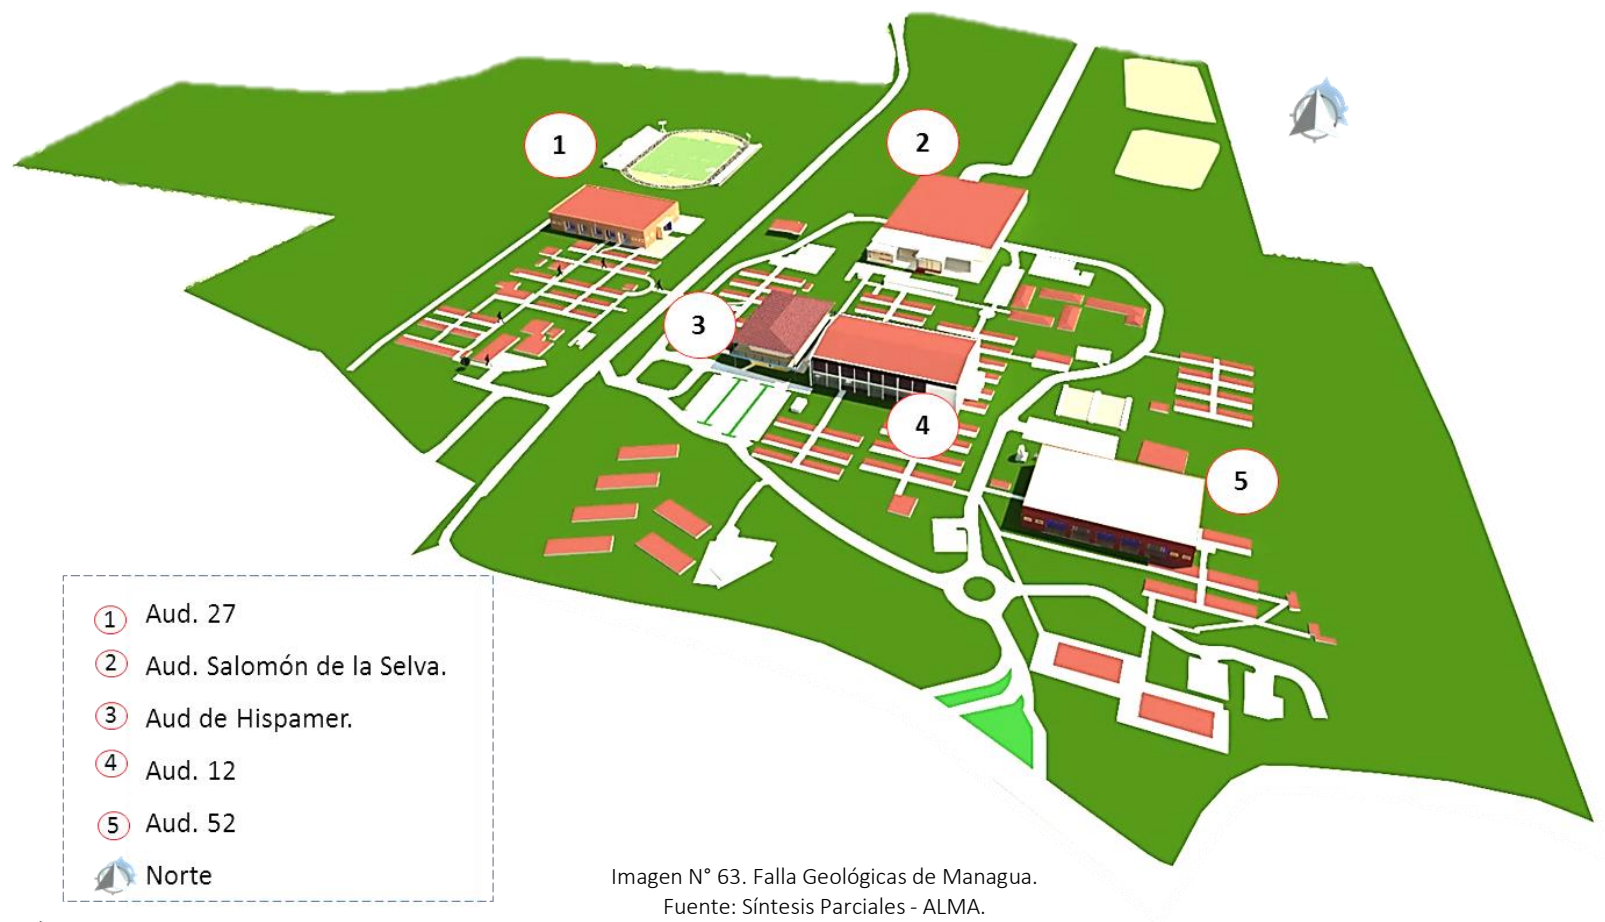 1
2
3
4
5
1 Aud. 27
2 Aud. Salomón de la Selva.
3 Aud de Hispamer.
4 Aud. 12
5 Aud. 52
Norte
Imagen N° 63. Falla Geológicas de Managua.
Fuente: Síntesis Parciales - ALMA.